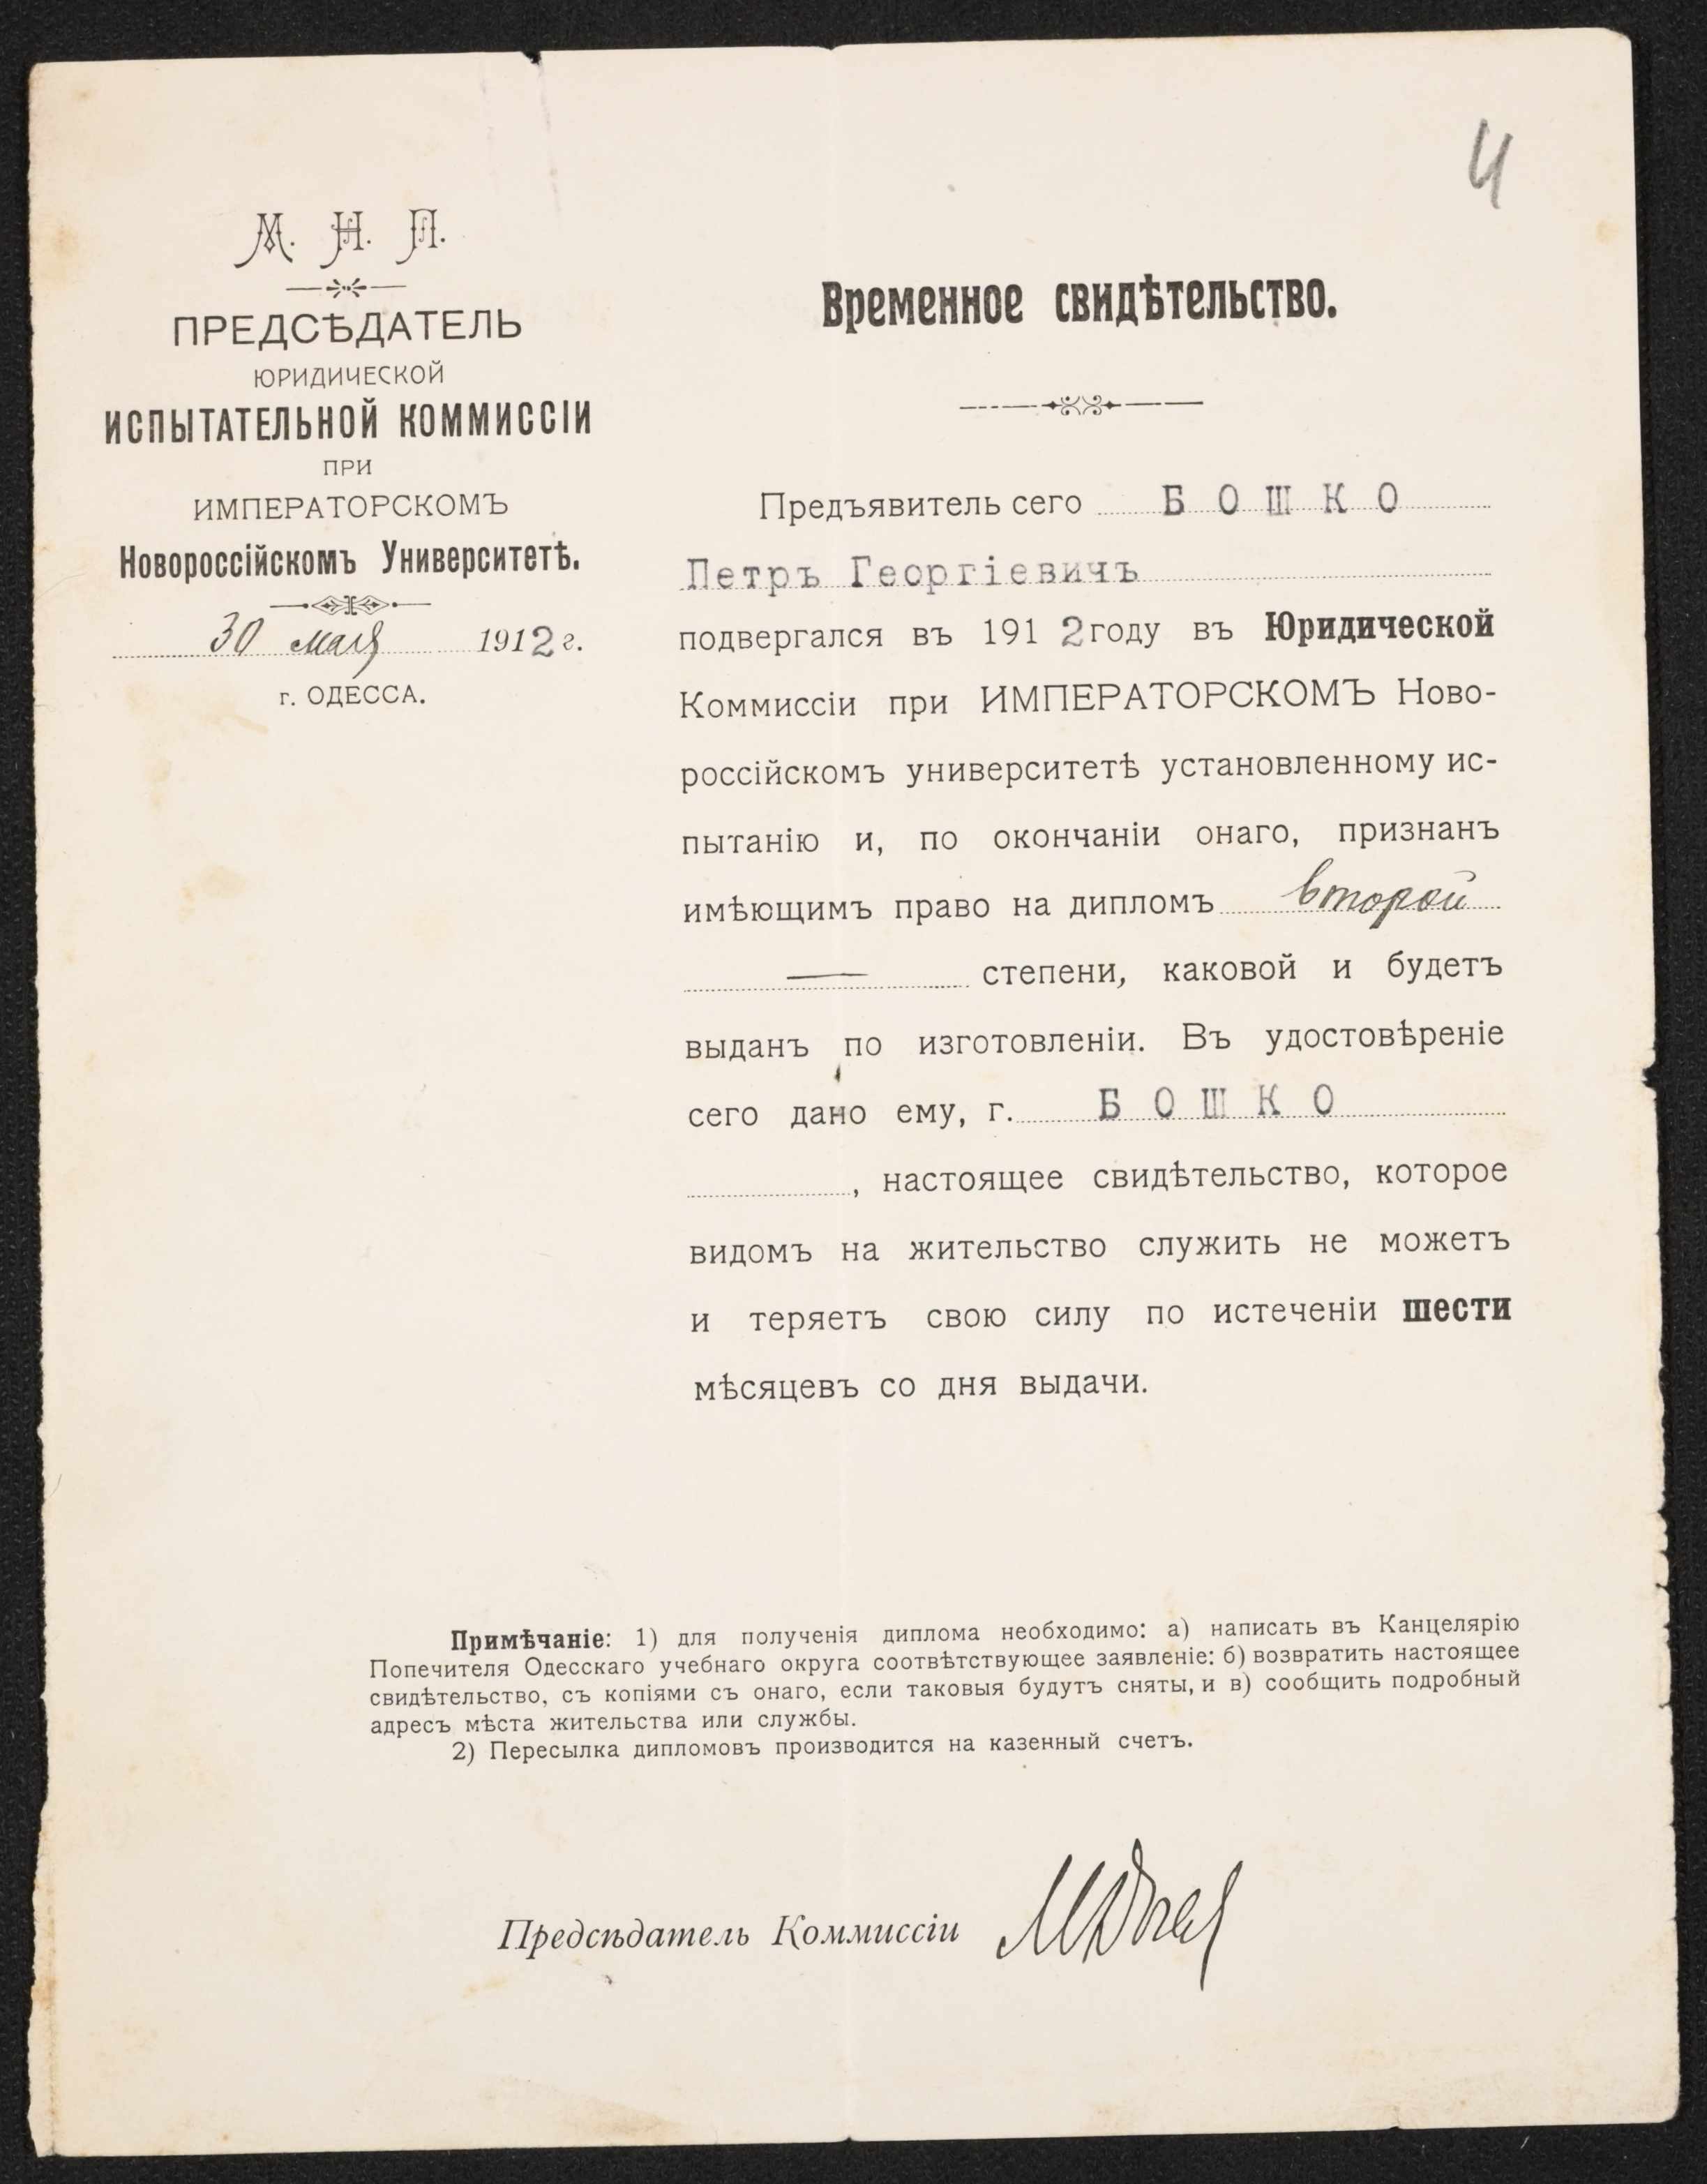 4
М. Н. П.
ПРЕДСѢДАТЕЛЬ
ЮРИДИЧЕСКОЙ
ИСПЫТАТЕЛЬНОЙ КОММИССІИ
ПРИ
ИМПЕРАТОРСКОМЪ
Новороссійскомъ Университетѣ.
30 мая 1912 г.
г. ОДЕССА.
Временное свидѣтельство.
Предъявитель сего БОШКО
Петръ Георгіевичъ
подвергался въ 1912 году въ Юридической
Коммиссіи при ИМПЕРАТОРСКОМЪ Ново-
россійскомъ университетѣ установленному ис-
пытанію и, по окончаніи онаго, признанъ
имѣющимъ право на дипломъ второй
— степени, каковой и будетъ
выданъ по изготовленіи. Въ удостовѣреніе
сего дано ему, г. БОШКО
, настоящее свидѣтельство, которое
видомъ на жительство служить не можетъ
и теряетъ свою силу по истеченіи шести
мѣсяцевъ со дня выдачи.
Примѣчаніе: 1) для полученія диплома необходимо: а) написать въ Канцелярію
Попечителя Одесскаго учебнаго округа соотвѣтствующее заявленіе: б) возвратить настоящее
свидѣтельство, съ копіями съ онаго, если таковыя будутъ сняты, и в) сообщить подробный
адресъ мѣста жительства или службы.
2) Пересылка дипломовъ производится на казенный счетъ.
Предсѣдатель Коммиссіи